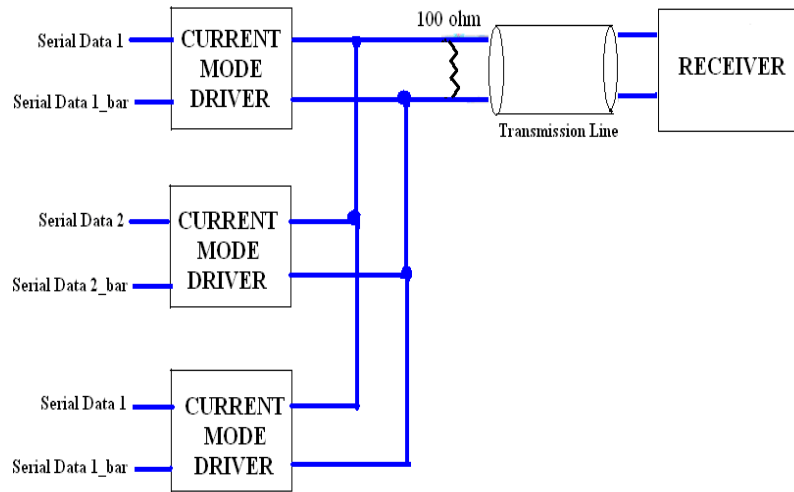 100 ohm
Serial Data 1
CURRENT
MODE
DRIVER
Serial Data 1_bar
RECEIVER
Transmission Line
Serial Data 2
CURRENT
MODE
DRIVER
Serial Data 2_bar
Serial Data 1
CURRENT
MODE
DRIVER
Serial Data 1_bar